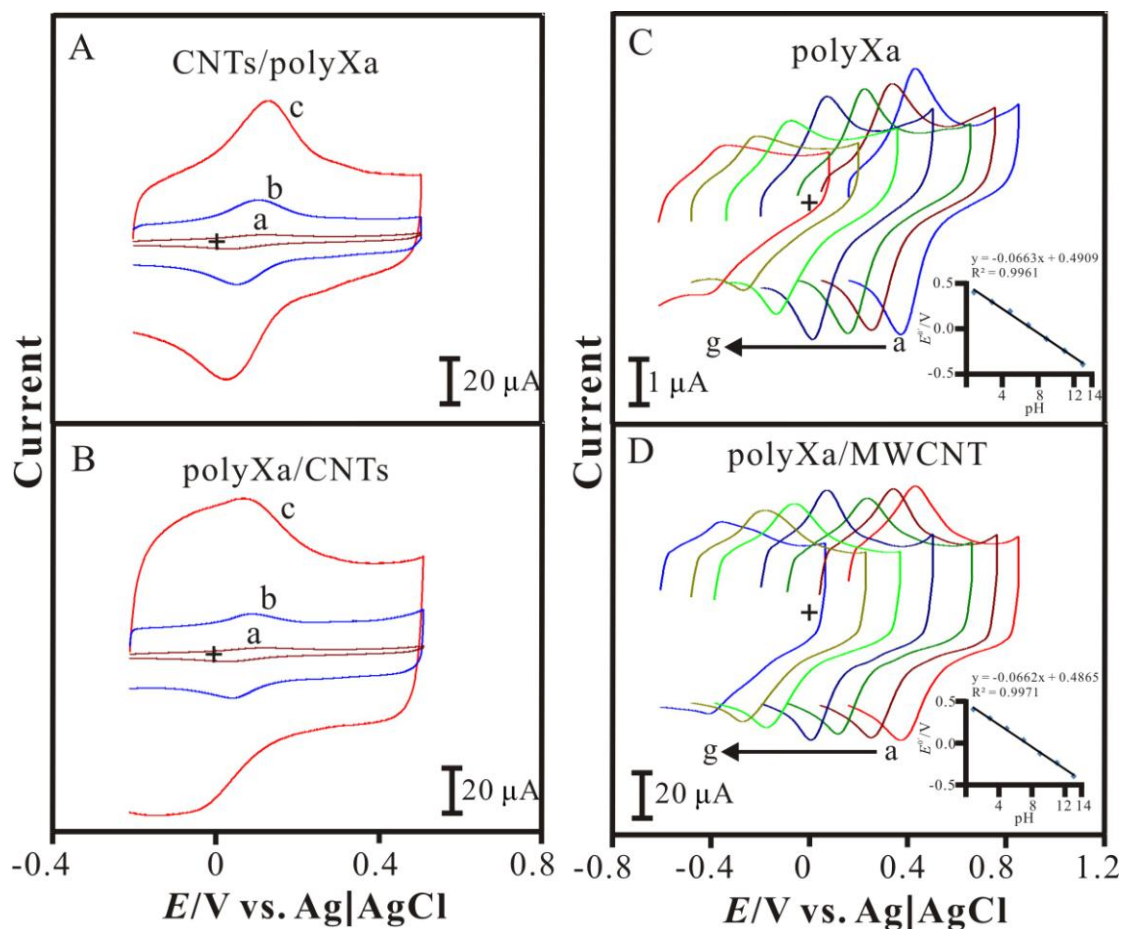 A
CNTs/polyXa
c
b
a
20 µA
Current
B
polyXa/CNTs
c
b
a
20 µA
-0.4
0
0.4
0.8
E/V vs. Ag|AgCl
C
polyXa
g
a
1 µA
y = -0.0663x + 0.4909
R² = 0.9961
0.5
0.0
-0.5
E°'/V
4
8
12 14
pH
Current
D
polyXa/MWCNT
g
a
20 µA
y = -0.0662x + 0.4865
R² = 0.9971
0.5
0.0
-0.5
E°'/V
4
8
12 14
pH
-0.8
-0.4
0
0.4
0.8
1.2
E/V vs. Ag|AgCl